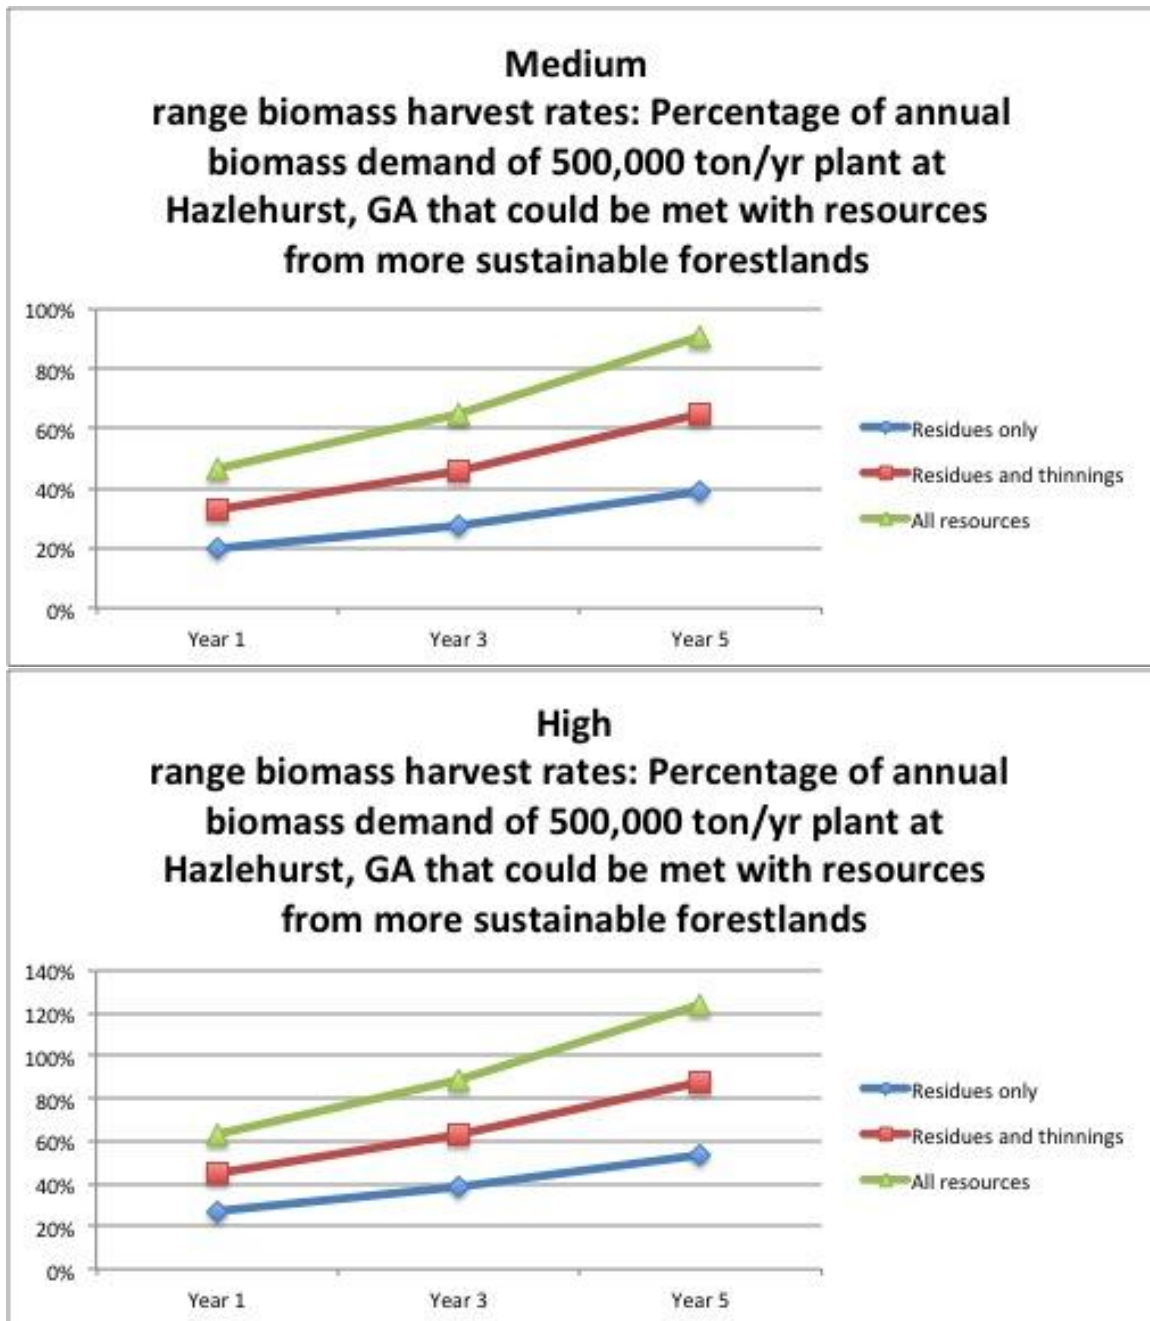 Medium
range biomass harvest rates: Percentage of annual
biomass demand of 500,000 ton/yr plant at
Hazlehurst, GA that could be met with resources
from more sustainable forestlands
100%
80%
60%
40%
20%
0%
Year 1
Year 3
Year 5
Residues only
Residues and thinnings
All resources
High
range biomass harvest rates: Percentage of annual
biomass demand of 500,000 ton/yr plant at
Hazlehurst, GA that could be met with resources
from more sustainable forestlands
140%
120%
100%
80%
60%
40%
20%
0%
Year 1
Year 3
Year 5
Residues only
Residues and thinnings
All resources